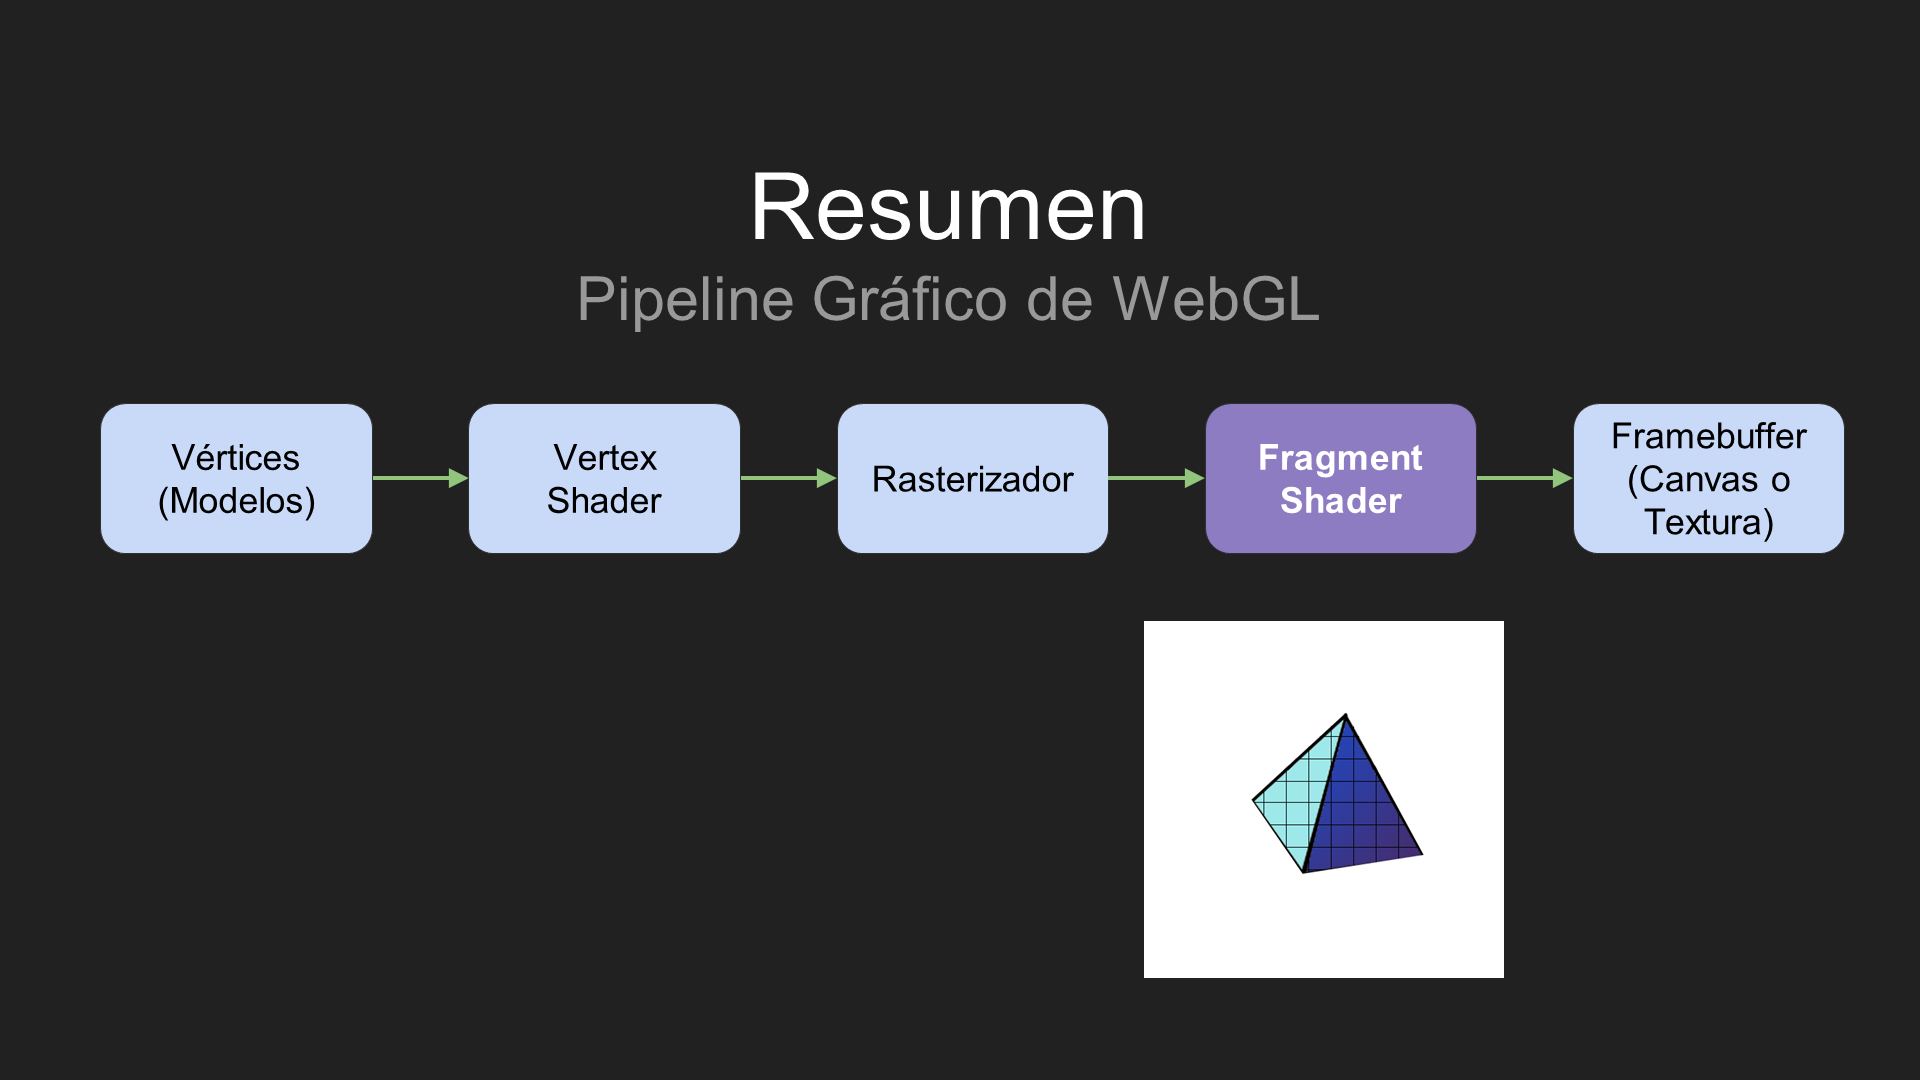 Resumen
Pipeline Gráfico de WebGL
Vértices
(Modelos)
Vertex
Shader
Rasterizador
Fragment
Shader
Framebuffer
(Canvas o
Textura)